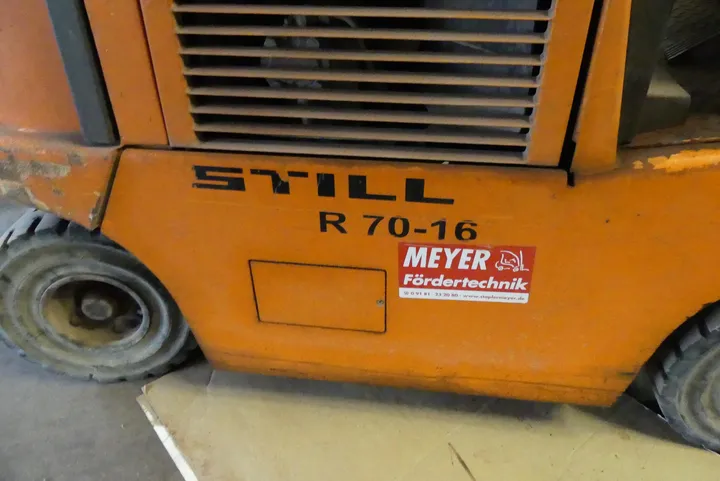 STILL
R 70-16
MEYER
Fördertechnik